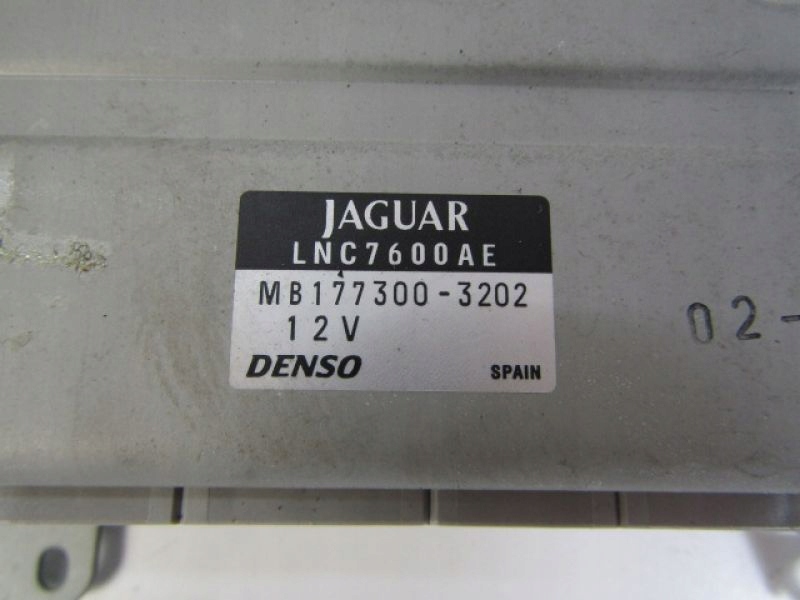 JAGUAR
LNC7600AE
MB177300-3202
12V
DENSO SPAIN
02-